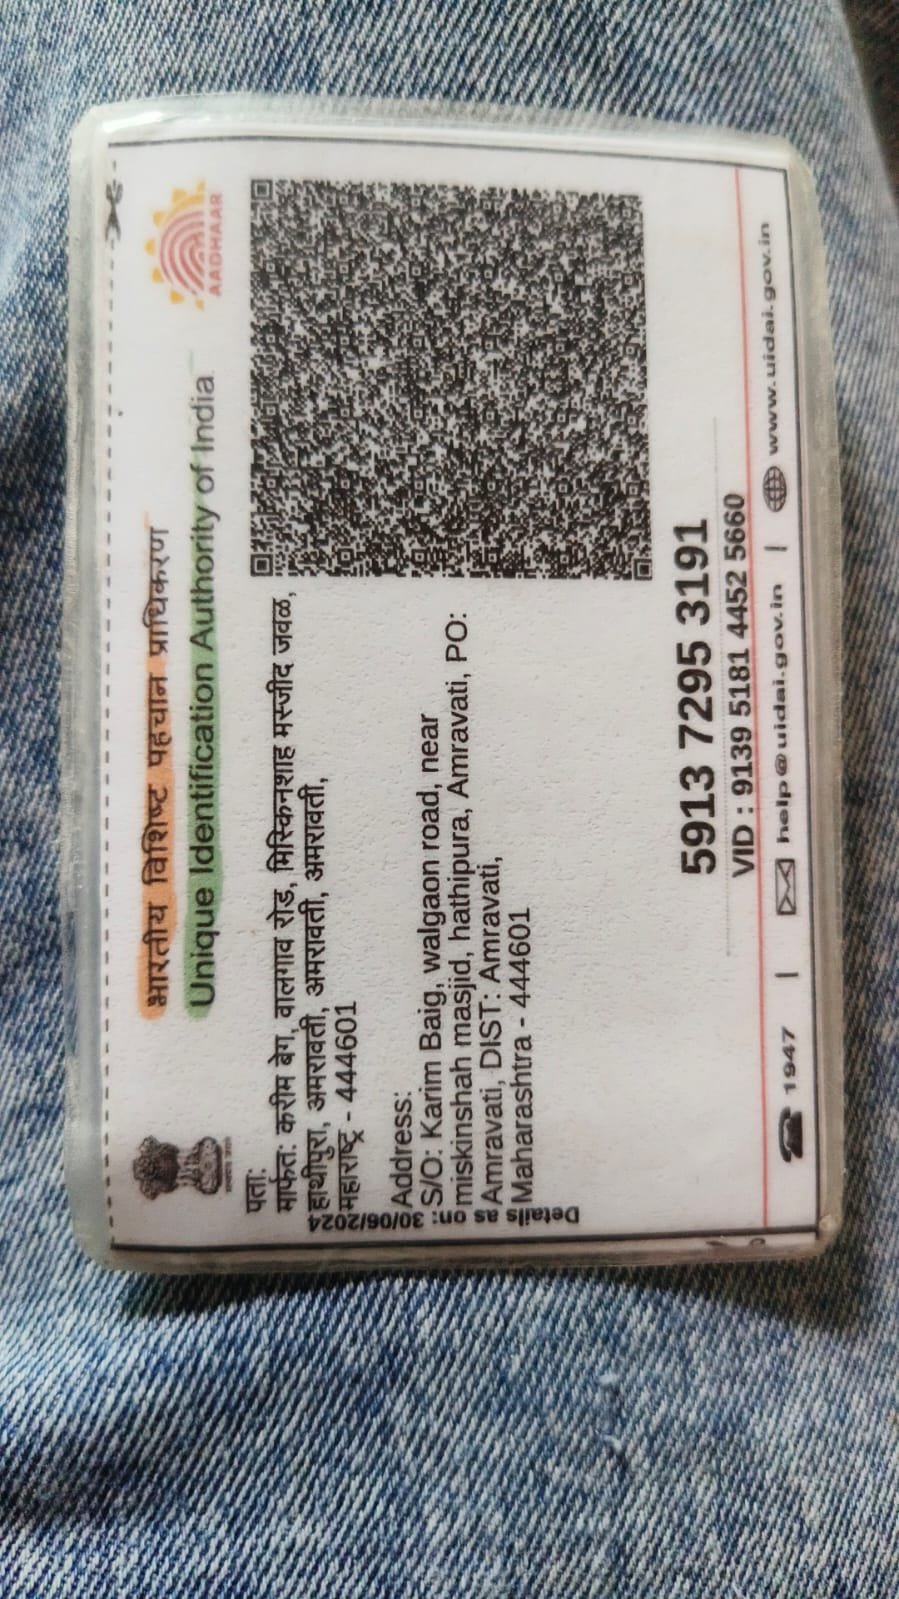 भारतीय विशिष्ट पहचान प्राधिकरण
Unique Identification Authority of India
AADHAAR
पता:
मार्फत: करीम बेग, वालगाव रोड, मिस्किनशाह मस्जीद जवळ,
हाथीपुरा, अमरावती, अमरावती, अमरावती,
महाराष्ट्र - 444601
Address:
S/O: Karim Baig, walgaon road, near
miskinshah masjid, hathipura, Amravati, PO:
Amravati, DIST: Amravati,
Maharashtra - 444601
Details as on: 30/06/2024
5913 7295 3191
VID : 9139 5181 4452 5660
1947 | help@uidai.gov.in | www.uidai.gov.in